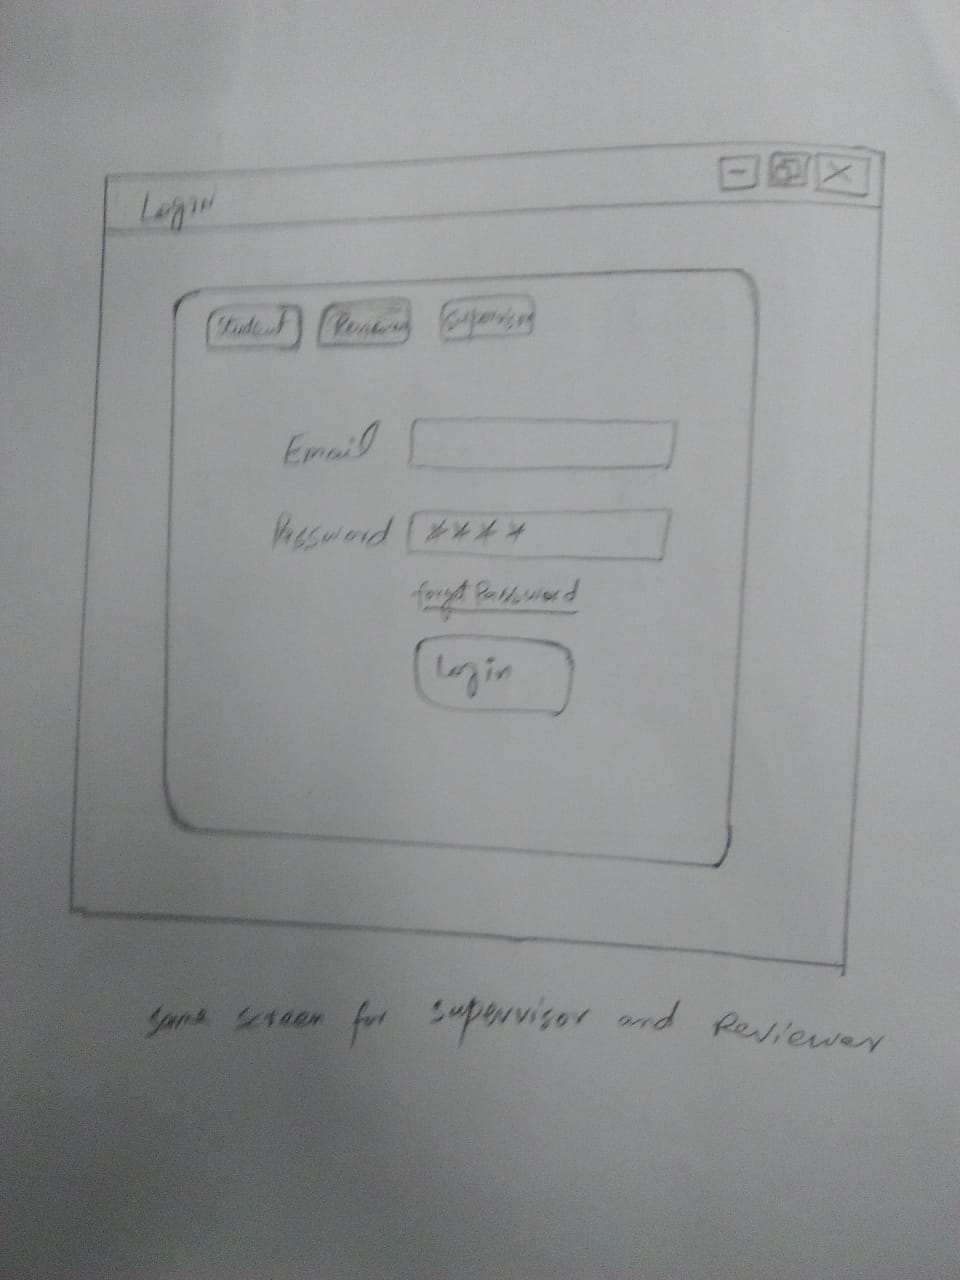 Login
Student Reviewer Supervisor
Email
Password ****
forgot Password
Login
Same screen for supervisor and Reviewer